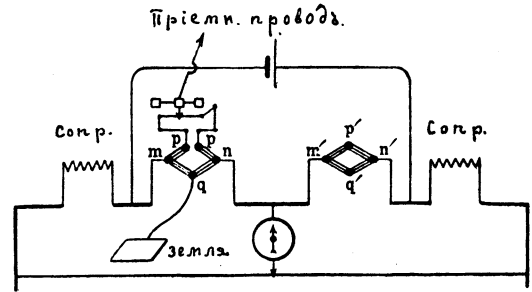 Пріемн. проводъ.
Сопр.
Сопр.
p p
m n
q
p'
m' n'
q'
земля.